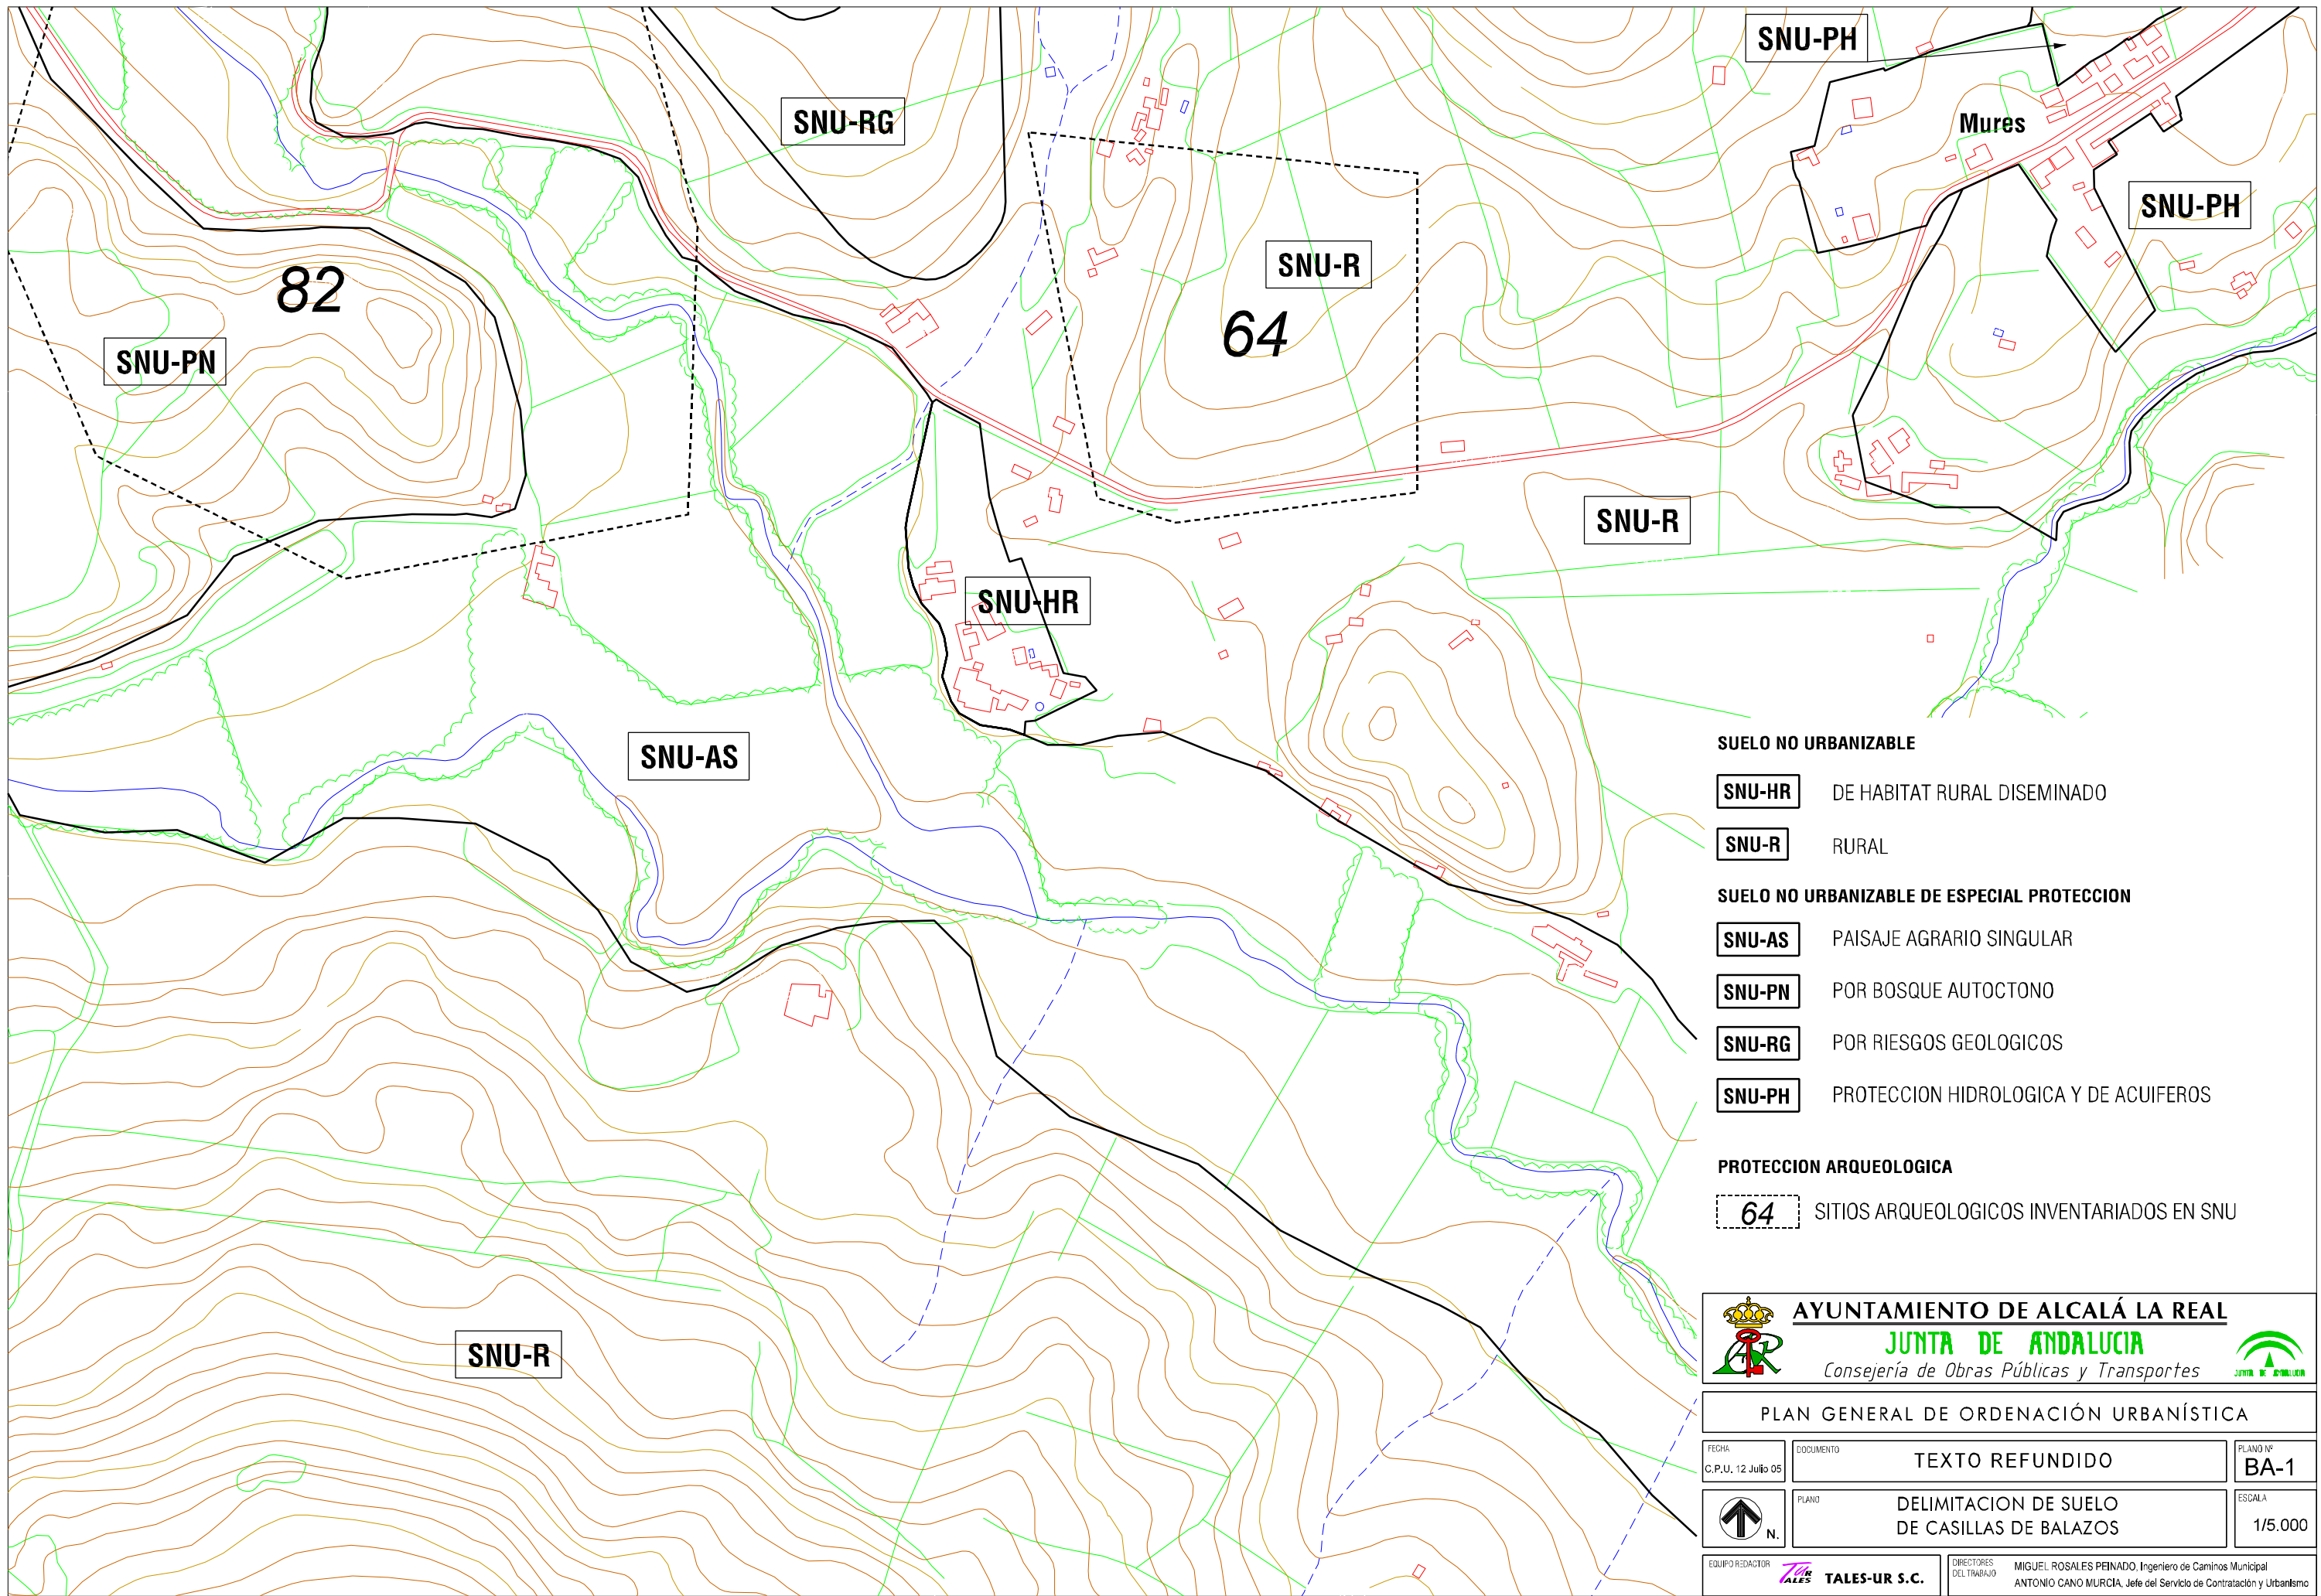 SNU-PH
SNU-RG
Mures
SNU-PH
SNU-R
82
64
SNU-PN
SNU-R
SNU-HR
SNU-AS
SNU-R
SUELO NO URBANIZABLE
SNU-HR DE HABITAT RURAL DISEMINADO
SNU-R RURAL
SUELO NO URBANIZABLE DE ESPECIAL PROTECCION
SNU-AS PAISAJE AGRARIO SINGULAR
SNU-PN POR BOSQUE AUTOCTONO
SNU-RG POR RIESGOS GEOLOGICOS
SNU-PH PROTECCION HIDROLOGICA Y DE ACUIFEROS
PROTECCION ARQUEOLOGICA
64 SITIOS ARQUEOLOGICOS INVENTARIADOS EN SNU
AYUNTAMIENTO DE ALCALÁ LA REAL
JUNTA DE ANDALUCIA
Consejería de Obras Públicas y Transportes
JUNTA DE ANDALUCIA
PLAN GENERAL DE ORDENACIÓN URBANÍSTICA
FECHA
C.P.U. 12 Julio 05
DOCUMENTO
TEXTO REFUNDIDO
PLANO Nº
BA-1
N.
PLANO
DELIMITACION DE SUELO
DE CASILLAS DE BALAZOS
ESCALA
1/5.000
EQUIPO REDACTOR
TUR
ALES
TALES-UR S.C.
DIRECTORES
DEL TRABAJO
MIGUEL ROSALES PEINADO, Ingeniero de Caminos Municipal
ANTONIO CANO MURCIA, Jefe del Servicio de Contratación y Urbanismo